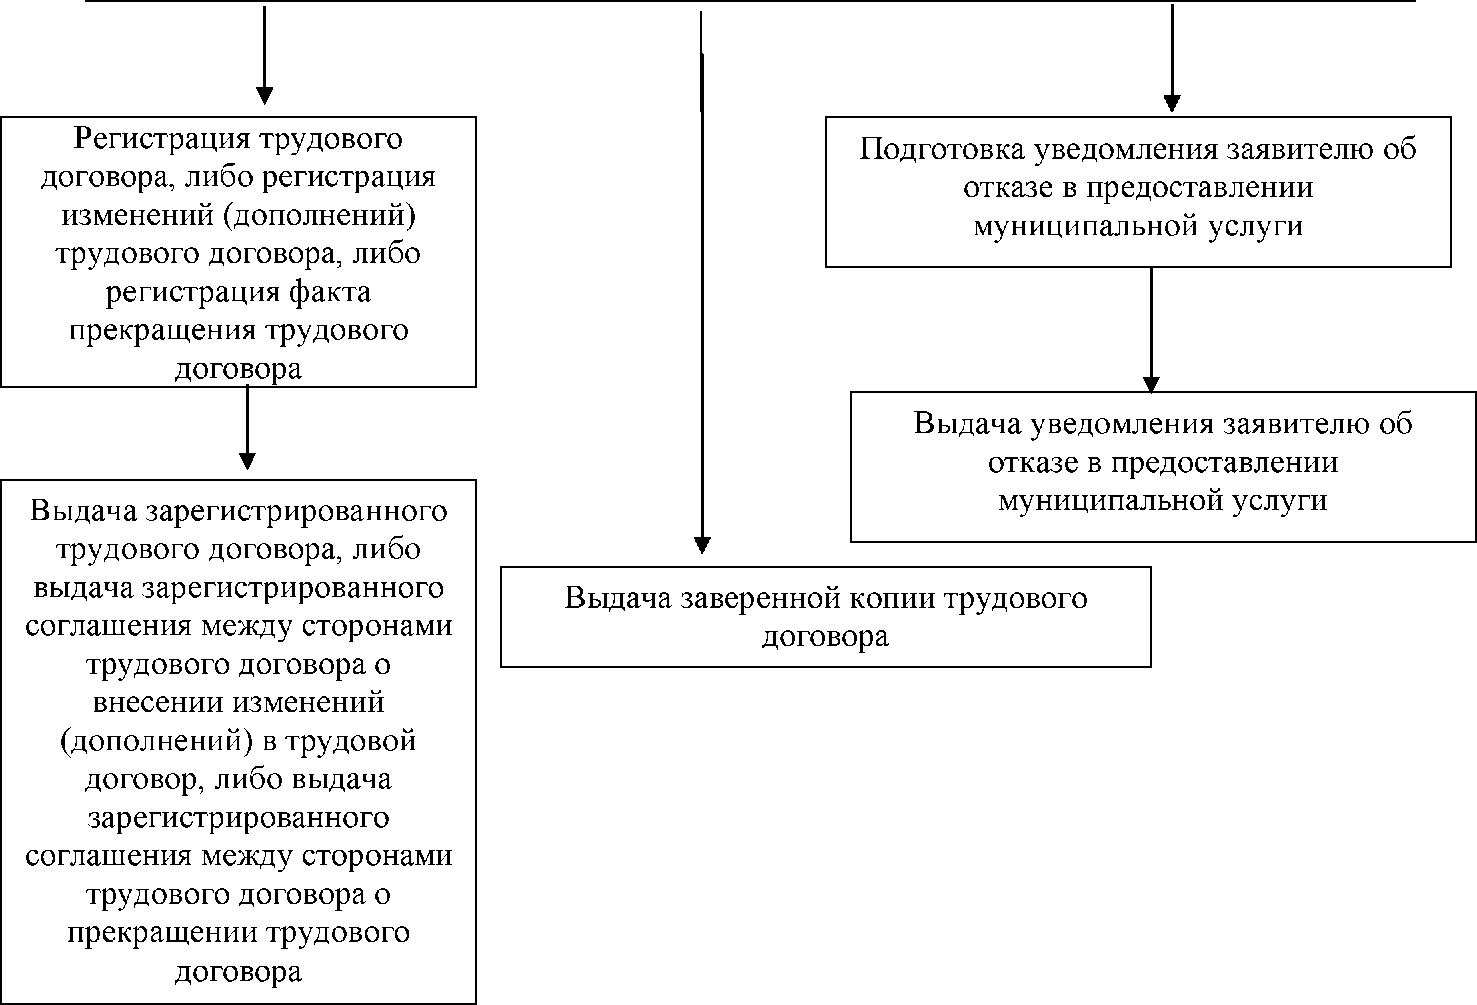 Регистрация трудового
договора, либо регистрация
изменений (дополнений)
трудового договора, либо
регистрация факта
прекращения трудового
договора
Подготовка уведомления заявителю об
отказе в предоставлении
муниципальной услуги
Выдача уведомления заявителю об
отказе в предоставлении
муниципальной услуги
Выдача зарегистрированного
трудового договора, либо
выдача зарегистрированного
соглашения между сторонами
трудового договора о
внесении изменений
(дополнений) в трудовой
договор, либо выдача
зарегистрированного
соглашения между сторонами
трудового договора о
прекращении трудового
договора
Выдача заверенной копии трудового
договора